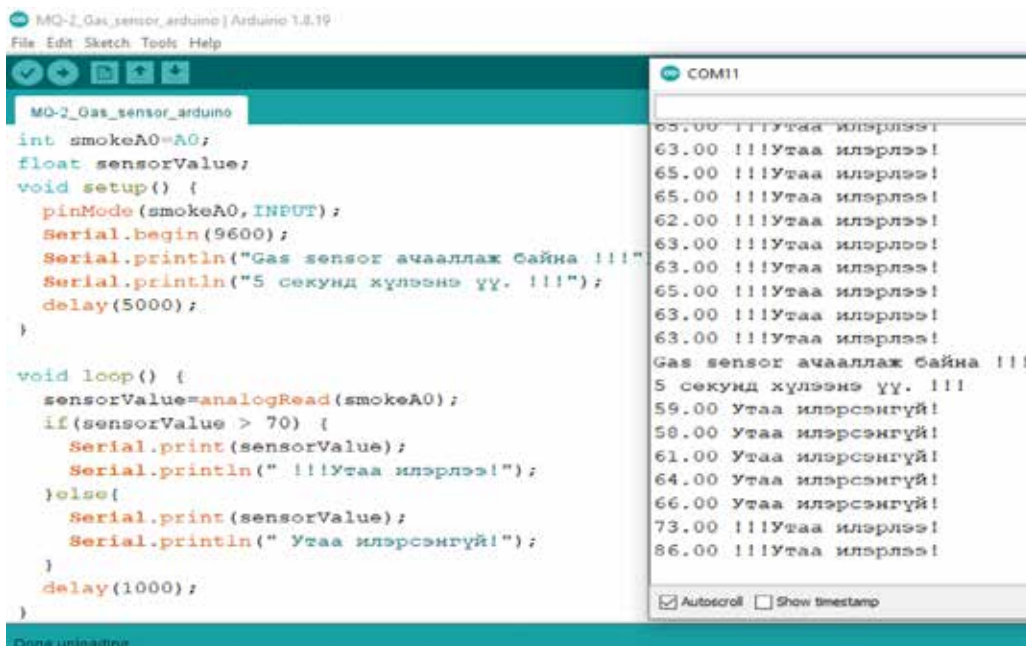 MQ-2_Gas_sensor_arduino | Arduino 1.8.19
File Edit Sketch Tools Help
MQ-2_Gas_sensor_arduino
int smokeA0=A0;
float sensorValue;
void setup() {
pinMode(smokeA0,INPUT);
Serial.begin(9600);
Serial.println("Gas sensor ачааллаж байна !!!"
Serial.println("5 секунд хүлээнэ үү. !!!");
delay(5000);
}
void loop() {
sensorValue=analogRead(smokeA0);
if(sensorValue > 70) {
Serial.print(sensorValue);
Serial.println(" !!!Утаа илэрлээ!");
}else{
Serial.print(sensorValue);
Serial.println(" Утаа илэрсэнгүй!");
}
delay(1000);
}
Done uploading
COM11
65.00 !!!Утаа илэрлээ!
63.00 !!!Утаа илэрлээ!
65.00 !!!Утаа илэрлээ!
65.00 !!!Утаа илэрлээ!
62.00 !!!Утаа илэрлээ!
63.00 !!!Утаа илэрлээ!
63.00 !!!Утаа илэрлээ!
65.00 !!!Утаа илэрлээ!
63.00 !!!Утаа илэрлээ!
63.00 !!!Утаа илэрлээ!
Gas sensor ачааллаж байна !!!
5 секунд хүлээнэ үү. !!!
59.00 Утаа илэрсэнгүй!
58.00 Утаа илэрсэнгүй!
61.00 Утаа илэрсэнгүй!
64.00 Утаа илэрсэнгүй!
66.00 Утаа илэрсэнгүй!
73.00 !!!Утаа илэрлээ!
86.00 !!!Утаа илэрлээ!
Autoscroll Show timestamp